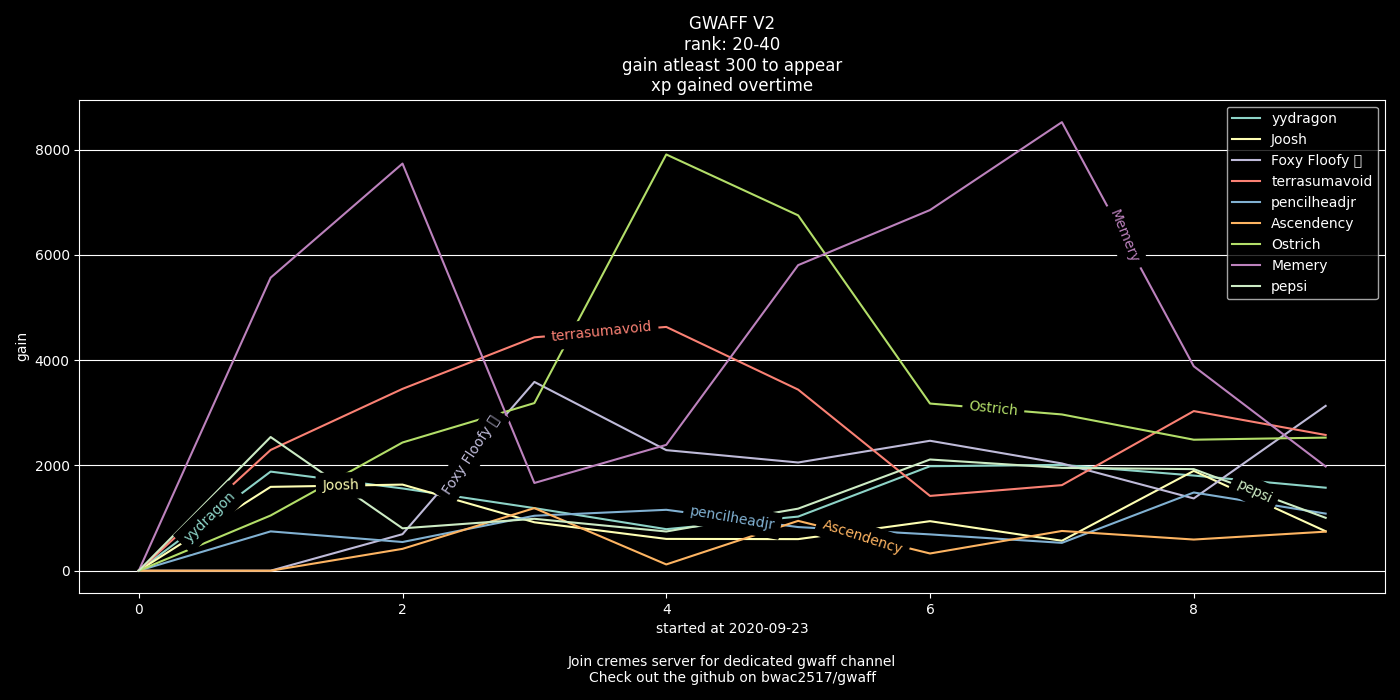 GWAFF V2
rank: 20-40
gain atleast 300 to appear
xp gained overtime
yydragon
Joosh
Foxy Floofy
terrasumavoid
pencilheadjr
Ascendency
Ostrich
Memery
pepsi
8000
6000
4000
2000
0
gain
Memery
terrasumavoid
Ostrich
Foxy Floofy
Joosh
yydragon
pencilheadjr
Ascendency
pepsi
0 2 4 6 8
started at 2020-09-23
Join cremes server for dedicated gwaff channel
Check out the github on bwac2517/gwaff